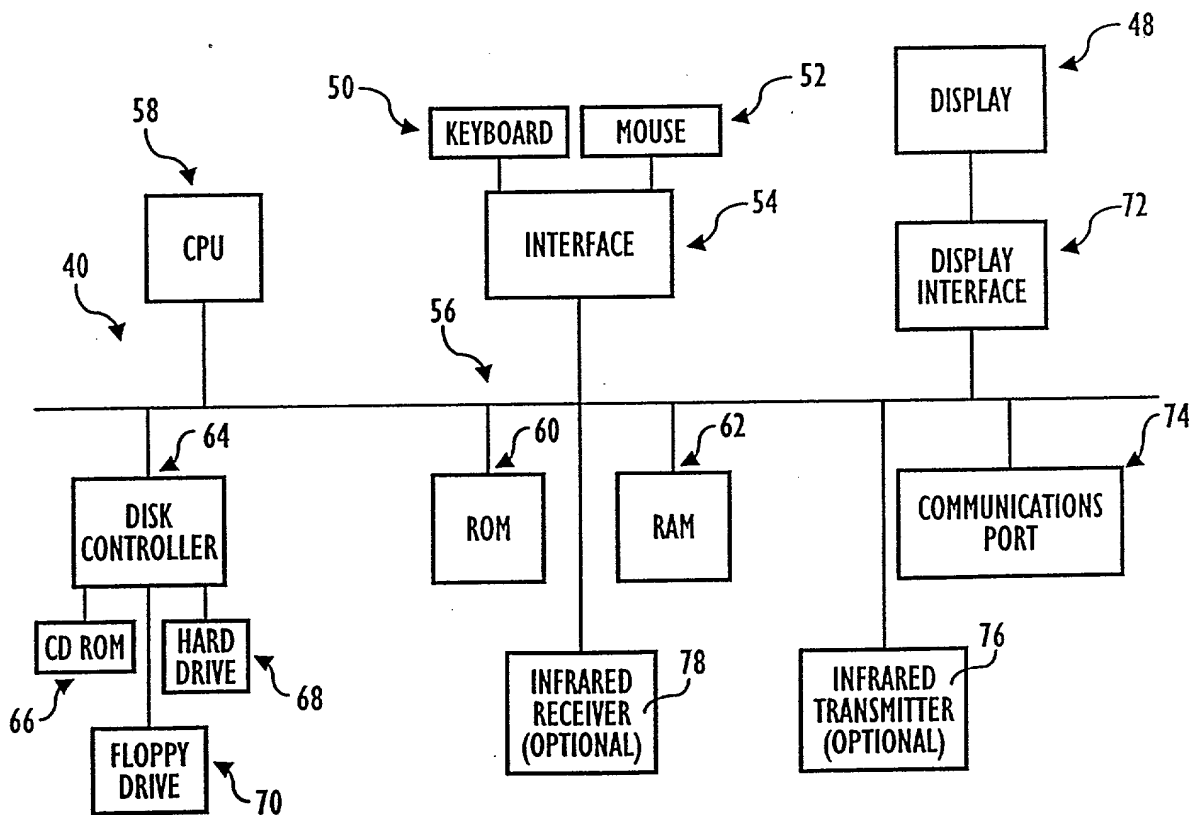 48
50
52
DISPLAY
58
KEYBOARD
MOUSE
54
72
CPU
INTERFACE
DISPLAY
INTERFACE
40
56
64
60
62
74
DISK
CONTROLLER
ROM
RAM
COMMUNICATIONS
PORT
CD ROM
HARD
DRIVE
66
68
78
76
INFRARED
RECEIVER
(OPTIONAL)
INFRARED
TRANSMITTER
(OPTIONAL)
FLOPPY
DRIVE
70